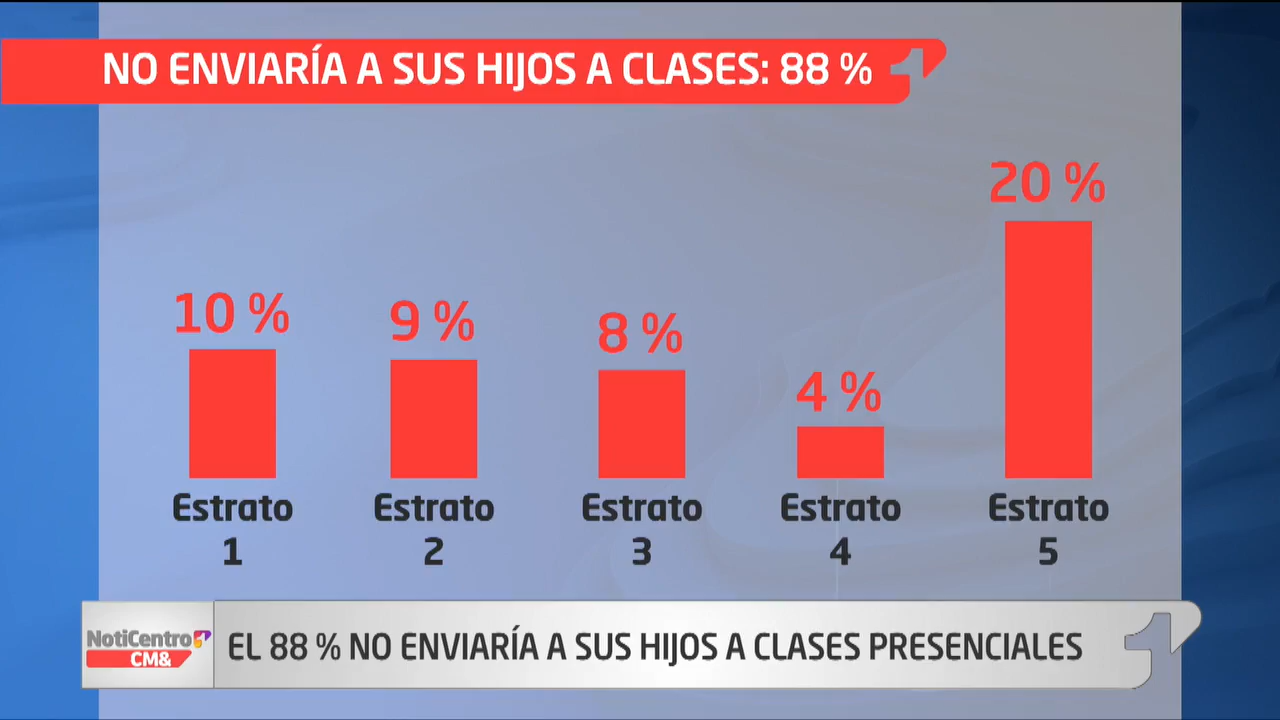 NO ENVIARÍA A SUS HIJOS A CLASES: 88 %
10 %
9 %
8 %
4 %
20 %
Estrato 1
Estrato 2
Estrato 3
Estrato 4
Estrato 5
NotiCentro 1
CM&
EL 88 % NO ENVIARÍA A SUS HIJOS A CLASES PRESENCIALES